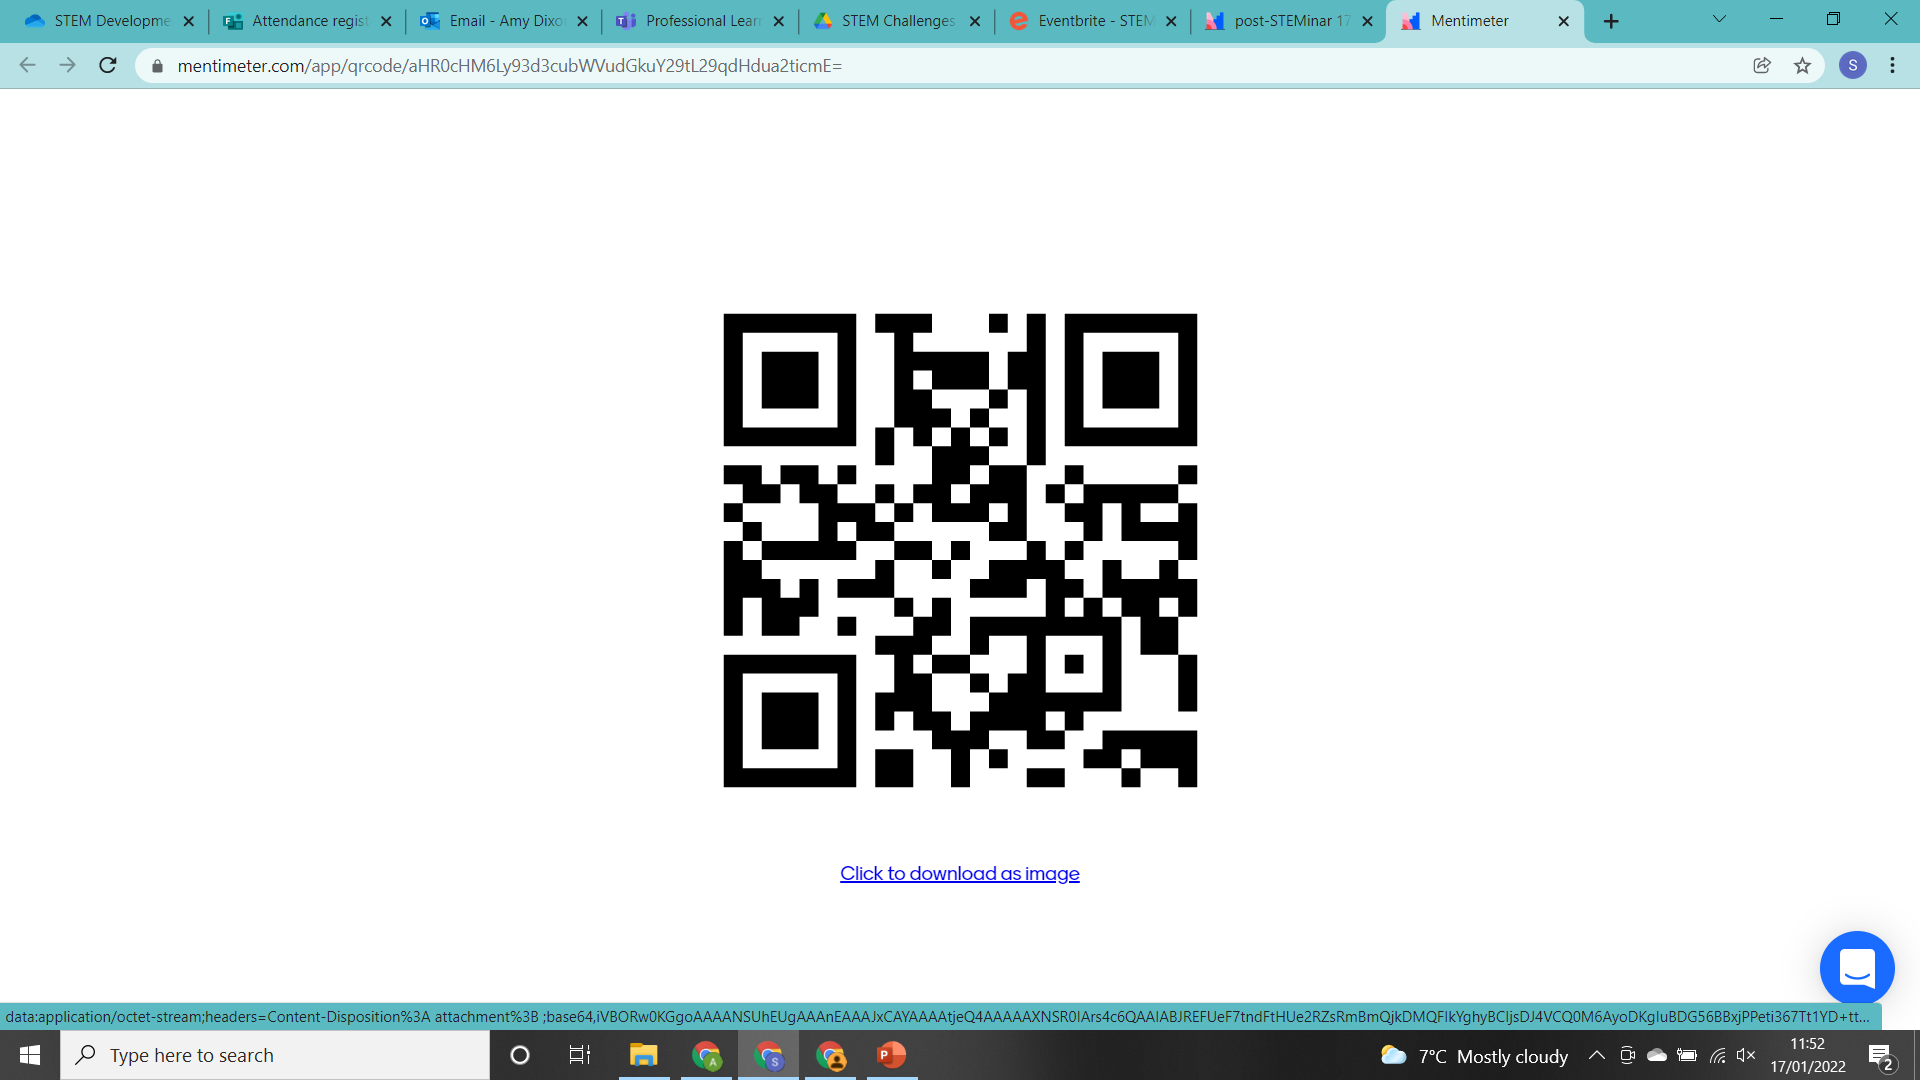 STEM Developme
Attendance regist
Email - Amy Dixo
Professional Lear
STEM Challenges
Eventbrite - STEM
post-STEMinar 17
Mentimeter
mentimeter.com/app/qrcode/aHR0cHM6Ly93d3cubWVudGkuY29tL29qdHdua2ticmE=
S
Click to download as image
data:application/octet-stream;headers=Content-Disposition%3A attachment%3B ;base64,iVBORw0KGgoAAAANSUhEUgAAAnEAAAJxCAYAAAAtjeQ4AAAAAXNSR0IArs4c6QAAIABJREFUeF7tndFtHUe2RZsRmBmQjkDMQFIkYghyBCIjsDJ4VCQ0M6AyoDKgIuBDG56BBxjPPeti367Tt1YD+tt...
Type here to search
7°C Mostly cloudy
11:52
17/01/2022
2